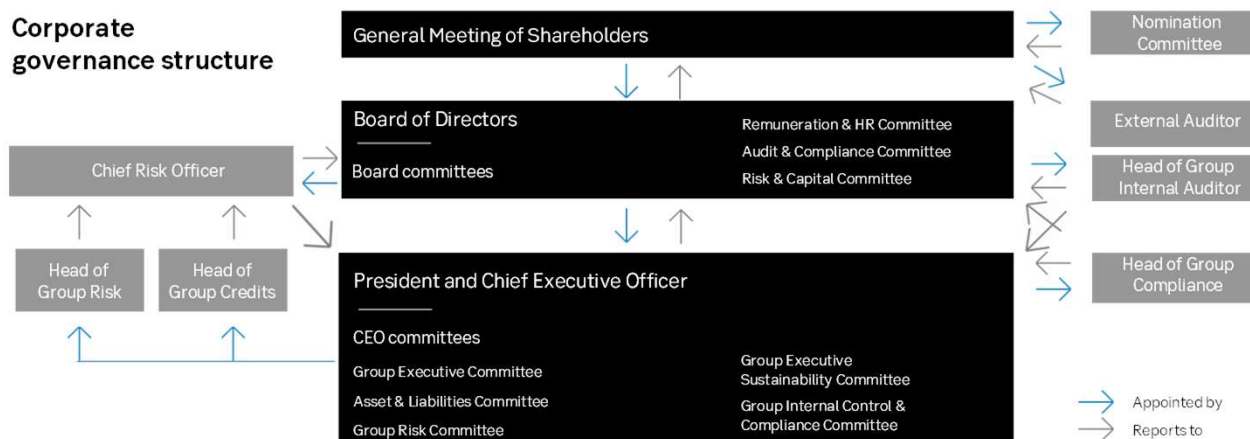 Corporate
governance structure
General Meeting of Shareholders
Nomination
Committee
Board of Directors
Board committees
Remuneration & HR Committee
Audit & Compliance Committee
Risk & Capital Committee
External Auditor
Chief Risk Officer
Head of Group
Internal Auditor
Head of
Group Risk
Head of
Group Credits
President and Chief Executive Officer
Head of Group
Compliance
CEO committees
Group Executive Committee
Asset & Liabilities Committee
Group Risk Committee
Group Executive
Sustainability Committee
Group Internal Control &
Compliance Committee
Appointed by
Reports to